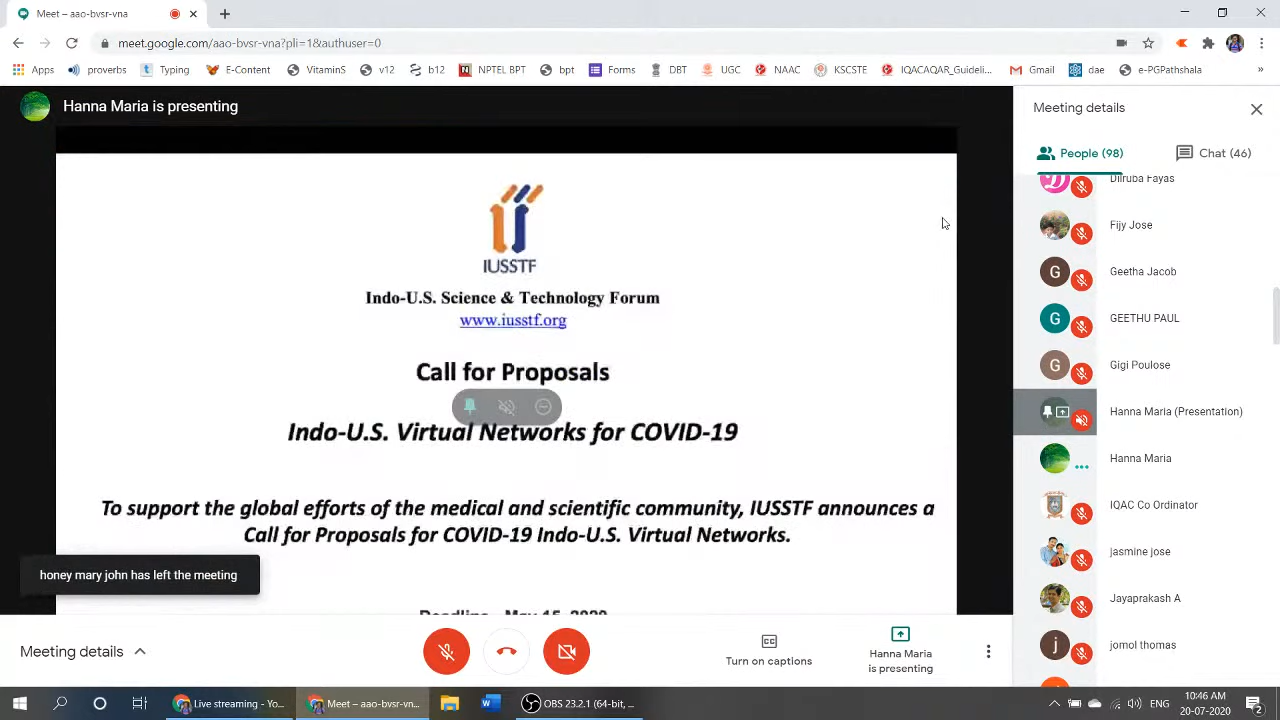 Meet – aao-bvsr-vna
meet.google.com/aao-bvsr-vna?pli=1&authuser=0
Apps proverbs Typing E-Content VitaminS v12 b12 NPTEL BPT bpt Forms DBT UGC NAAC KSCSTE IQACAQAR_Guideli... Gmail dae e-PGPathshala »
Hanna Maria is presenting
Meeting details
People (98) Chat (46)
IUSSTF
Indo-U.S. Science & Technology Forum
www.iusstf.org
Call for Proposals
Indo-U.S. Virtual Networks for COVID-19
To support the global efforts of the medical and scientific community, IUSSTF announces a
Call for Proposals for COVID-19 Indo-U.S. Virtual Networks.
Deadline - May 15, 2020
Dilruba Fayas
Fijy Jose
G Geetha Jacob
G GEETHU PAUL
G Gigi Poulose
Hanna Maria (Presentation)
Hanna Maria
IQAC Co Ordinator
Jasmine jose
Jayaprakash A
j jomol thomas
honey mary john has left the meeting
Meeting details
Turn on captions
Hanna Maria
is presenting
Live streaming - Yo...
Meet – aao-bvsr-vn...
OBS 23.2.1 (64-bit, ...
ENG
10:46 AM
20-07-2020
2